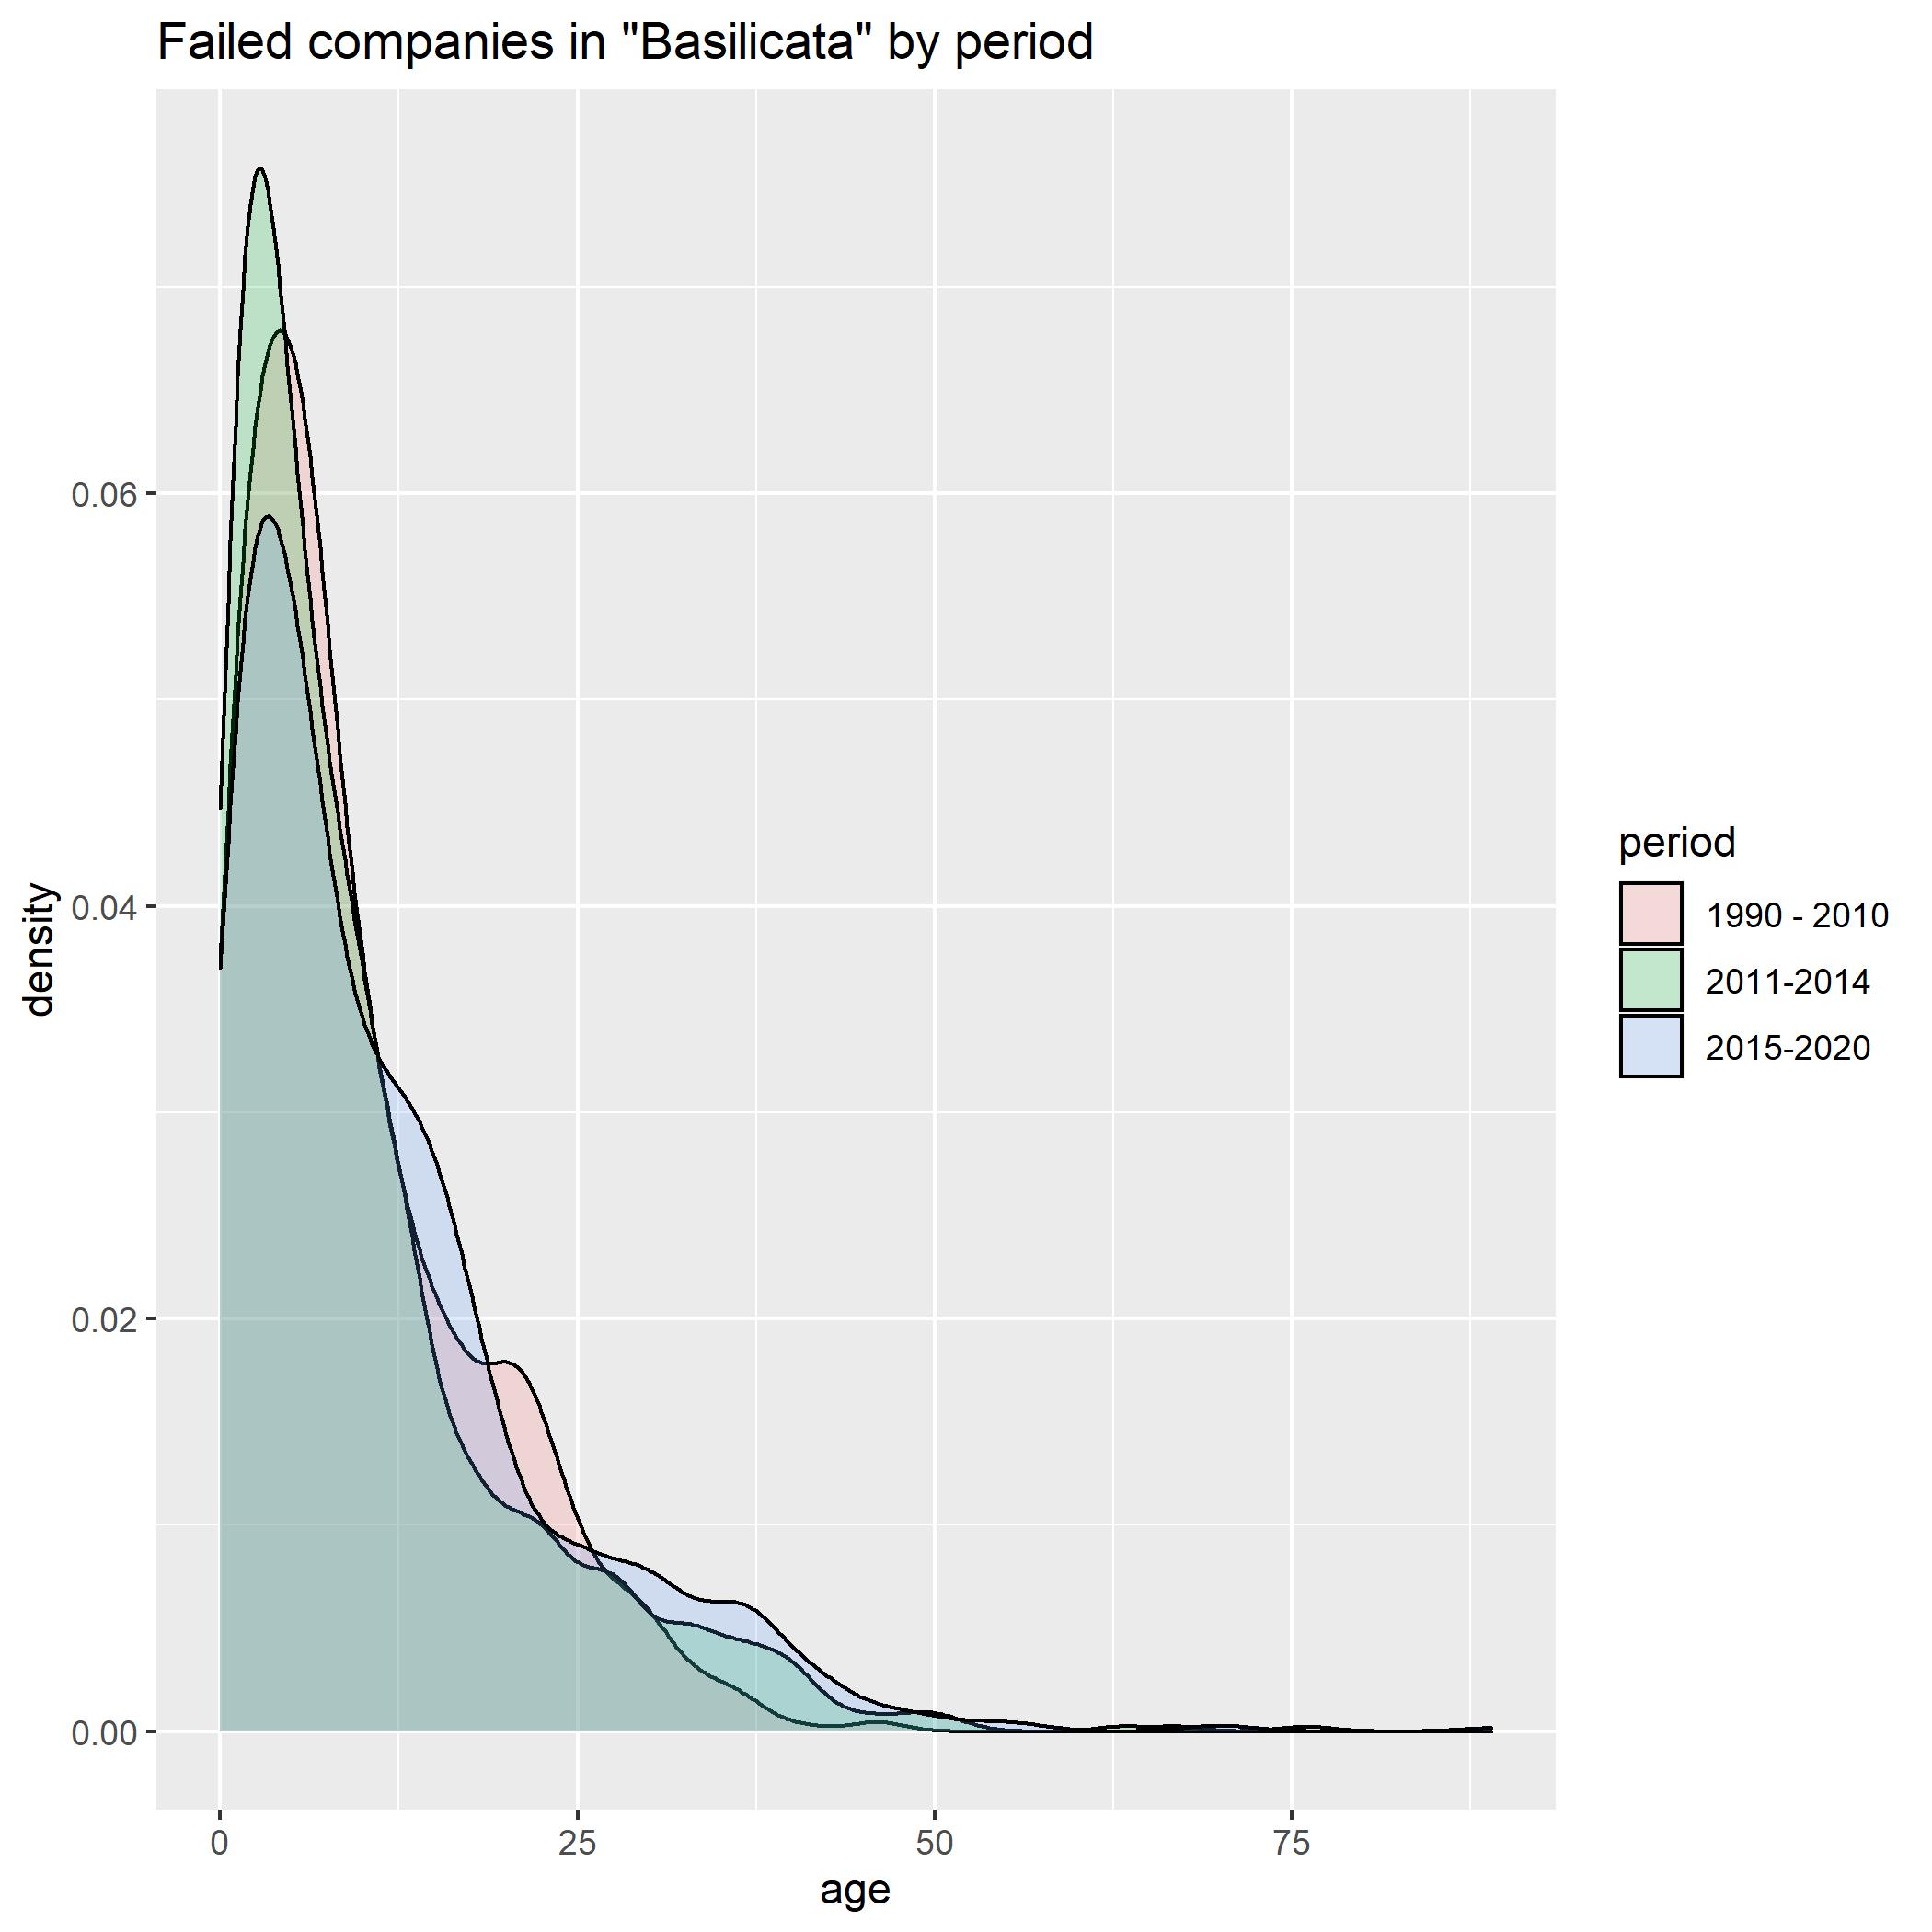 Failed companies in "Basilicata" by period
density
0.06
0.04
0.02
0.00
0
25
50
75
age
period
1990 - 2010
2011-2014
2015-2020